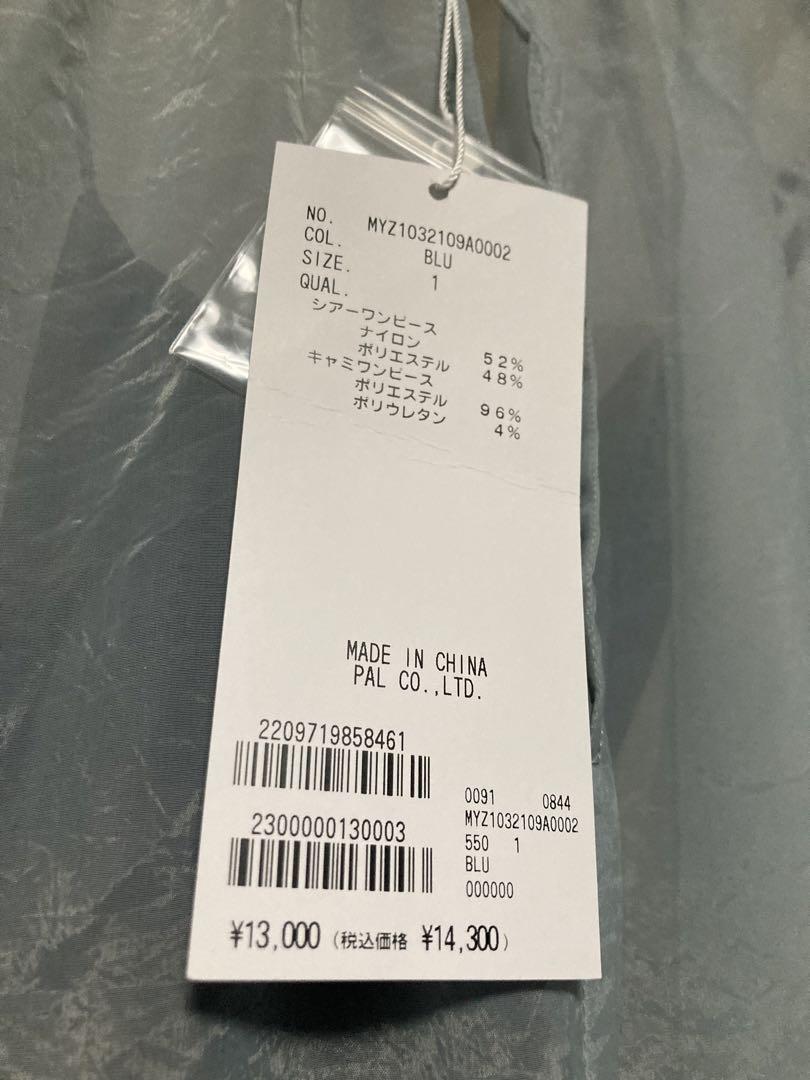 NO. MYZ1032109A0002
COL. BLU
SIZE. 1
QUAL.
シアーワンピース
ナイロン 52%
ポリエステル 48%
キャミワンピース
ポリエステル 96%
ポリウレタン 4%
MADE IN CHINA
PAL CO.,LTD.
2209719858461
2300000130003
0091 0844
MYZ1032109A0002
550 1
BLU
000000
¥13,000 (税込価格 ¥14,300)